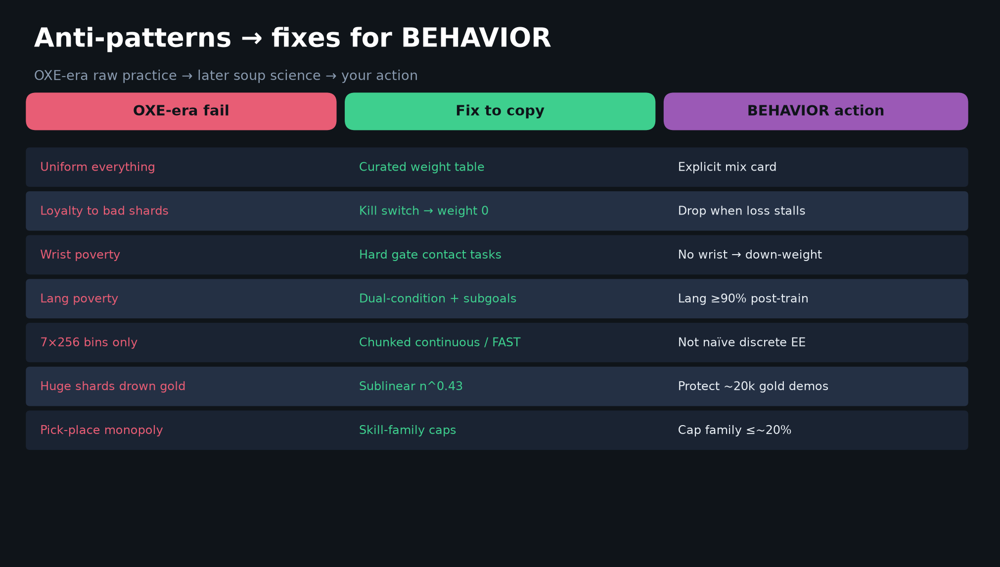 Anti-patterns → fixes for BEHAVIOR
OXE-era raw practice → later soup science → your action
OXE-era fail
Fix to copy
BEHAVIOR action
Uniform everything
Curated weight table
Explicit mix card
Loyalty to bad shards
Kill switch → weight 0
Drop when loss stalls
Wrist poverty
Hard gate contact tasks
No wrist → down-weight
Lang poverty
Dual-condition + subgoals
Lang ≥90% post-train
7×256 bins only
Chunked continuous / FAST
Not naïve discrete EE
Huge shards drown gold
Sublinear n^0.43
Protect ~20k gold demos
Pick-place monopoly
Skill-family caps
Cap family ≤~20%